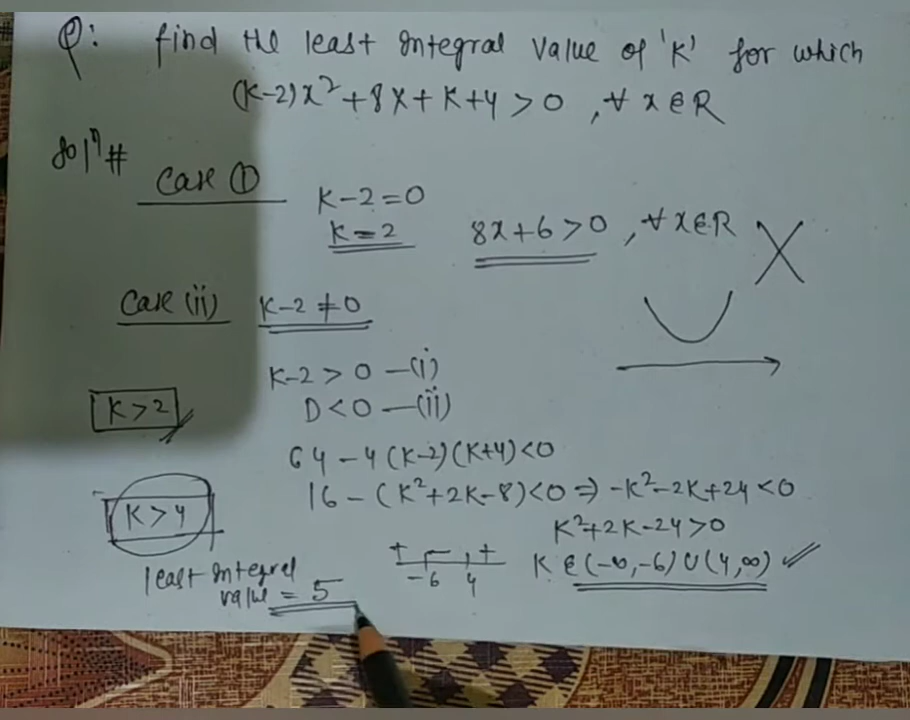 Q: find the least integral value of 'K' for which
(K-2)x²+8x+K+4>0 ,∀ x∈R
Solⁿ#
Case ①
K-2=0
K=2
8x+6>0 ,∀ x∈R
Case (ii) K-2≠0
K-2>0 —(i)
K>2
D<0 —(ii)
64-4(K-2)(K+4)<0
16-(K²+2K-8)<0 ⇒ -K²-2K+24<0
K>4
K²+2K-24>0
+ - +
-6 4
K∈(-∞,-6)∪(4,∞)
least integral
value = 5